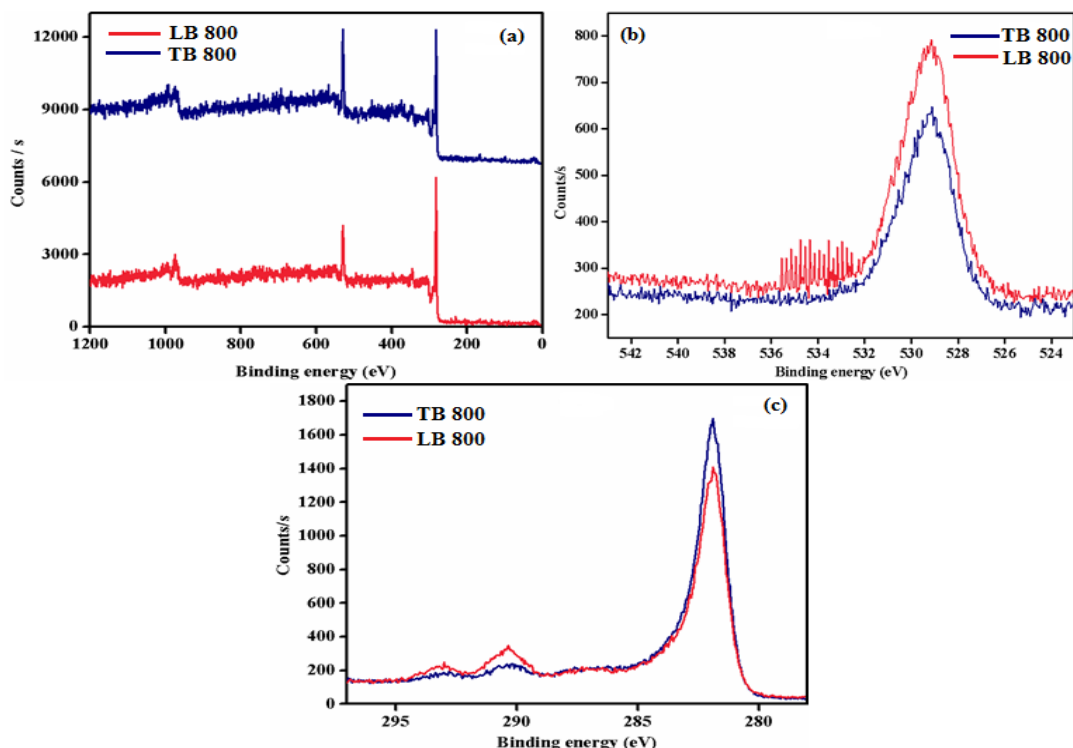 LB 800
TB 800
(a)
12000
9000
6000
3000
0
Counts / s
1200 1000 800 600 400 200 0
Binding energy (eV)
(b)
TB 800
LB 800
800
700
600
500
400
300
200
Counts/s
542 540 538 536 534 532 530 528 526 524
Binding energy (eV)
TB 800
LB 800
(c)
1800
1600
1400
1200
1000
800
600
400
200
0
Counts/s
295 290 285 280
Binding energy (eV)